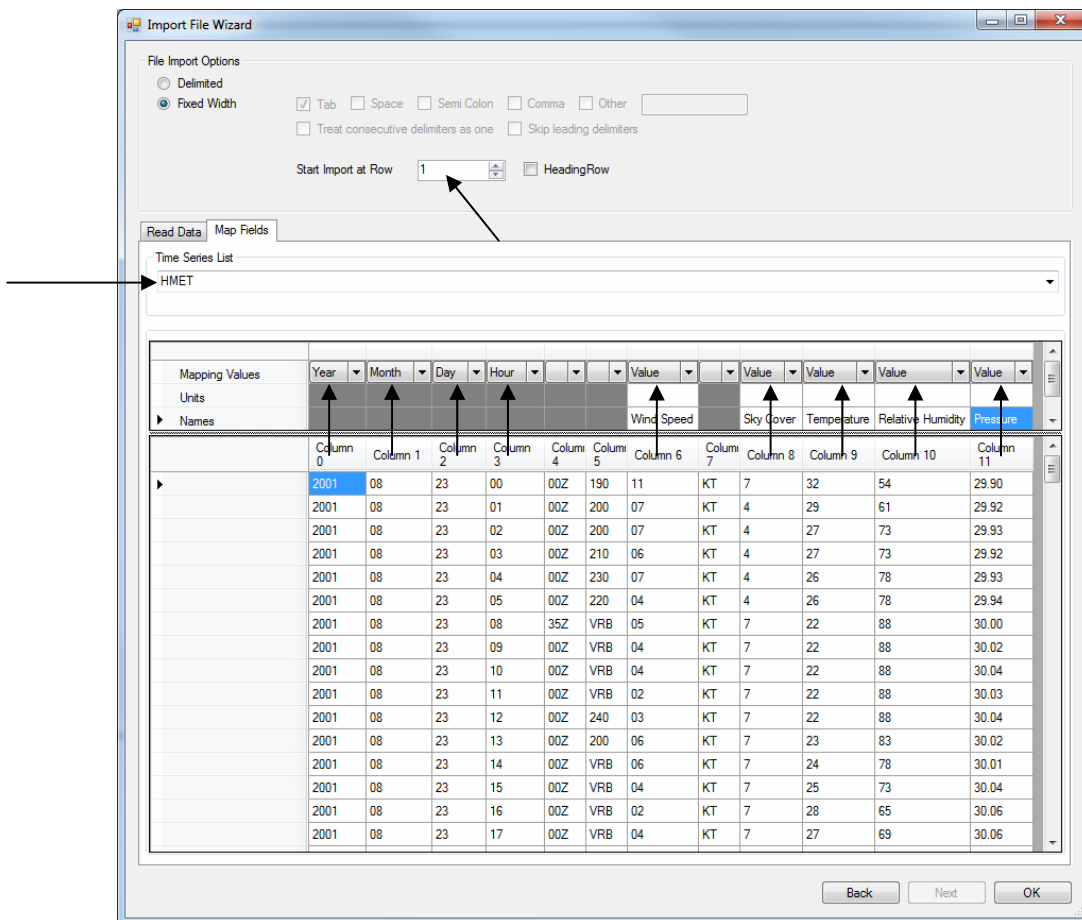 Import File Wizard
File Import Options
Delimited
Fixed Width Tab Space Semi Colon Comma Other
Treat consecutive delimiters as one Skip leading delimiters
Start Import at Row 1 HeadingRow
Read Data Map Fields
Time Series List
HMET
Mapping Values Year Month Day Hour Value Value Value Value Value
Units
Names Wind Speed Sky Cover Temperature Relative Humidity Pressure
Column 0 Column 1 Column 2 Column 3 Colum 4 Colum 5 Column 6 Colum 7 Column 8 Column 9 Column 10 Column 11
2001 08 23 00 00Z 190 11 KT 7 32 54 29.90
2001 08 23 01 00Z 200 07 KT 4 29 61 29.92
2001 08 23 02 00Z 200 07 KT 4 27 73 29.93
2001 08 23 03 00Z 210 06 KT 4 27 73 29.92
2001 08 23 04 00Z 230 07 KT 4 26 78 29.93
2001 08 23 05 00Z 220 04 KT 4 26 78 29.94
2001 08 23 08 35Z VRB 05 KT 7 22 88 30.00
2001 08 23 09 00Z VRB 04 KT 7 22 88 30.02
2001 08 23 10 00Z VRB 04 KT 7 22 88 30.04
2001 08 23 11 00Z VRB 02 KT 7 22 88 30.03
2001 08 23 12 00Z 240 03 KT 7 22 88 30.04
2001 08 23 13 00Z 200 06 KT 7 23 83 30.02
2001 08 23 14 00Z VRB 06 KT 7 24 78 30.01
2001 08 23 15 00Z VRB 04 KT 7 25 73 30.04
2001 08 23 16 00Z VRB 02 KT 7 28 65 30.06
2001 08 23 17 00Z VRB 04 KT 7 27 69 30.06
Back Next OK